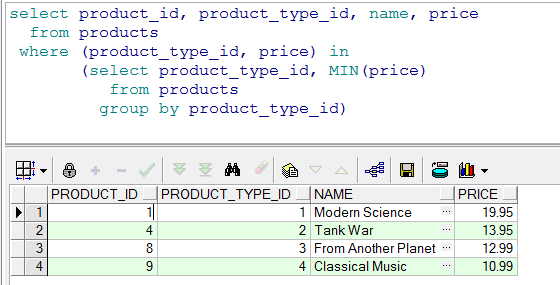 select product_id, product_type_id, name, price
from products
where (product_type_id, price) in
(select product_type_id, MIN(price)
from products
group by product_type_id)
PRODUCT_ID PRODUCT_TYPE_ID NAME PRICE
1 1 1 Modern Science ... 19.95
2 4 2 Tank War ... 13.95
3 8 3 From Another Planet ... 12.99
4 9 4 Classical Music ... 10.99